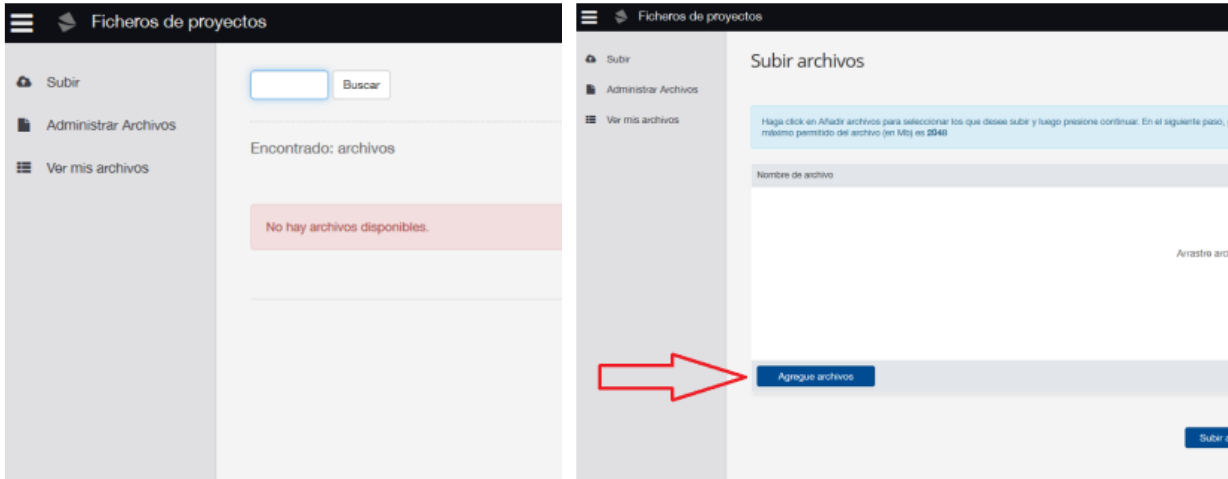 Ficheros de proyectos
Subir
Administrar Archivos
Ver mis archivos
Buscar
Encontrado: archivos
No hay archivos disponibles.
Ficheros de proyectos
Subir
Administrar Archivos
Ver mis archivos
Subir archivos
Haga click en Añadir archivos para seleccionar los que desee subir y luego presione continuar. En el siguiente paso,
máximo permitido del archivo (en Mb) es 2048
Nombre de archivo
Arrastre arc
Agregue archivos
Subir a